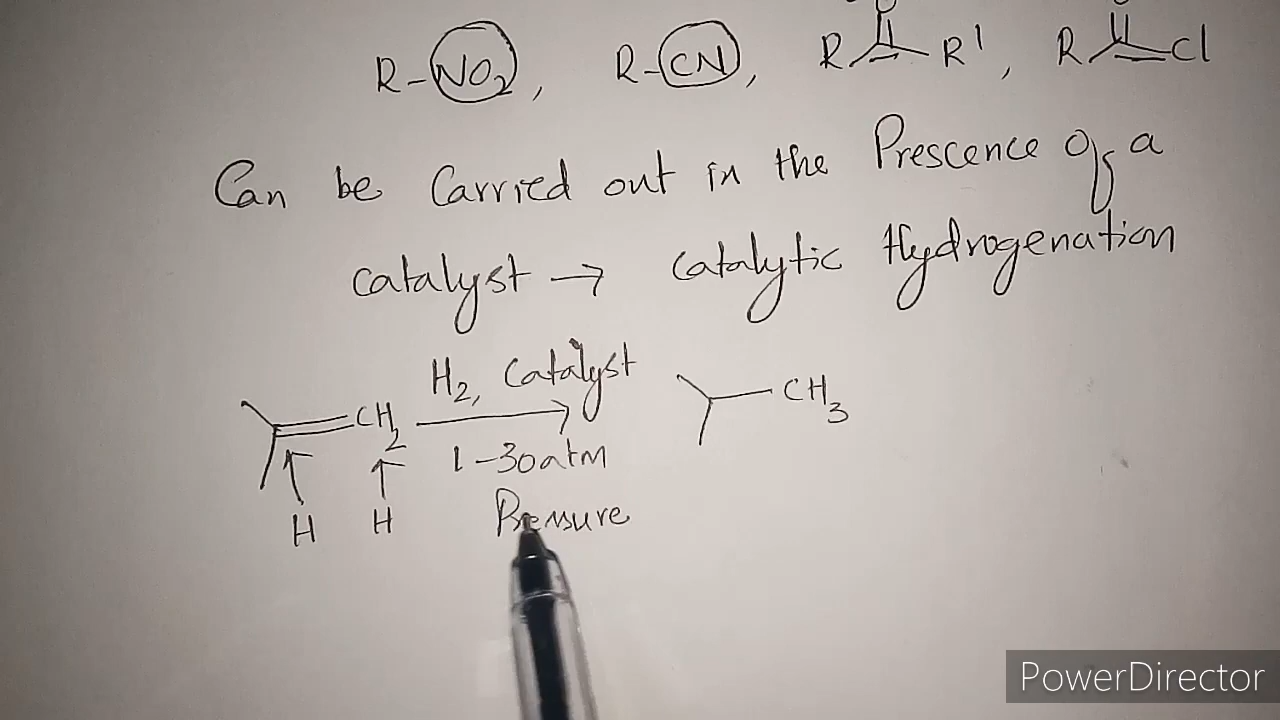 R-NO2, R-CN, R R', R Cl
Can be Carried out in the Prescence Of a
Catalyst → Catalytic Hydrogenation
H2, Catalyst
CH2 CH3
1-30atm
H H Pressure
PowerDirector